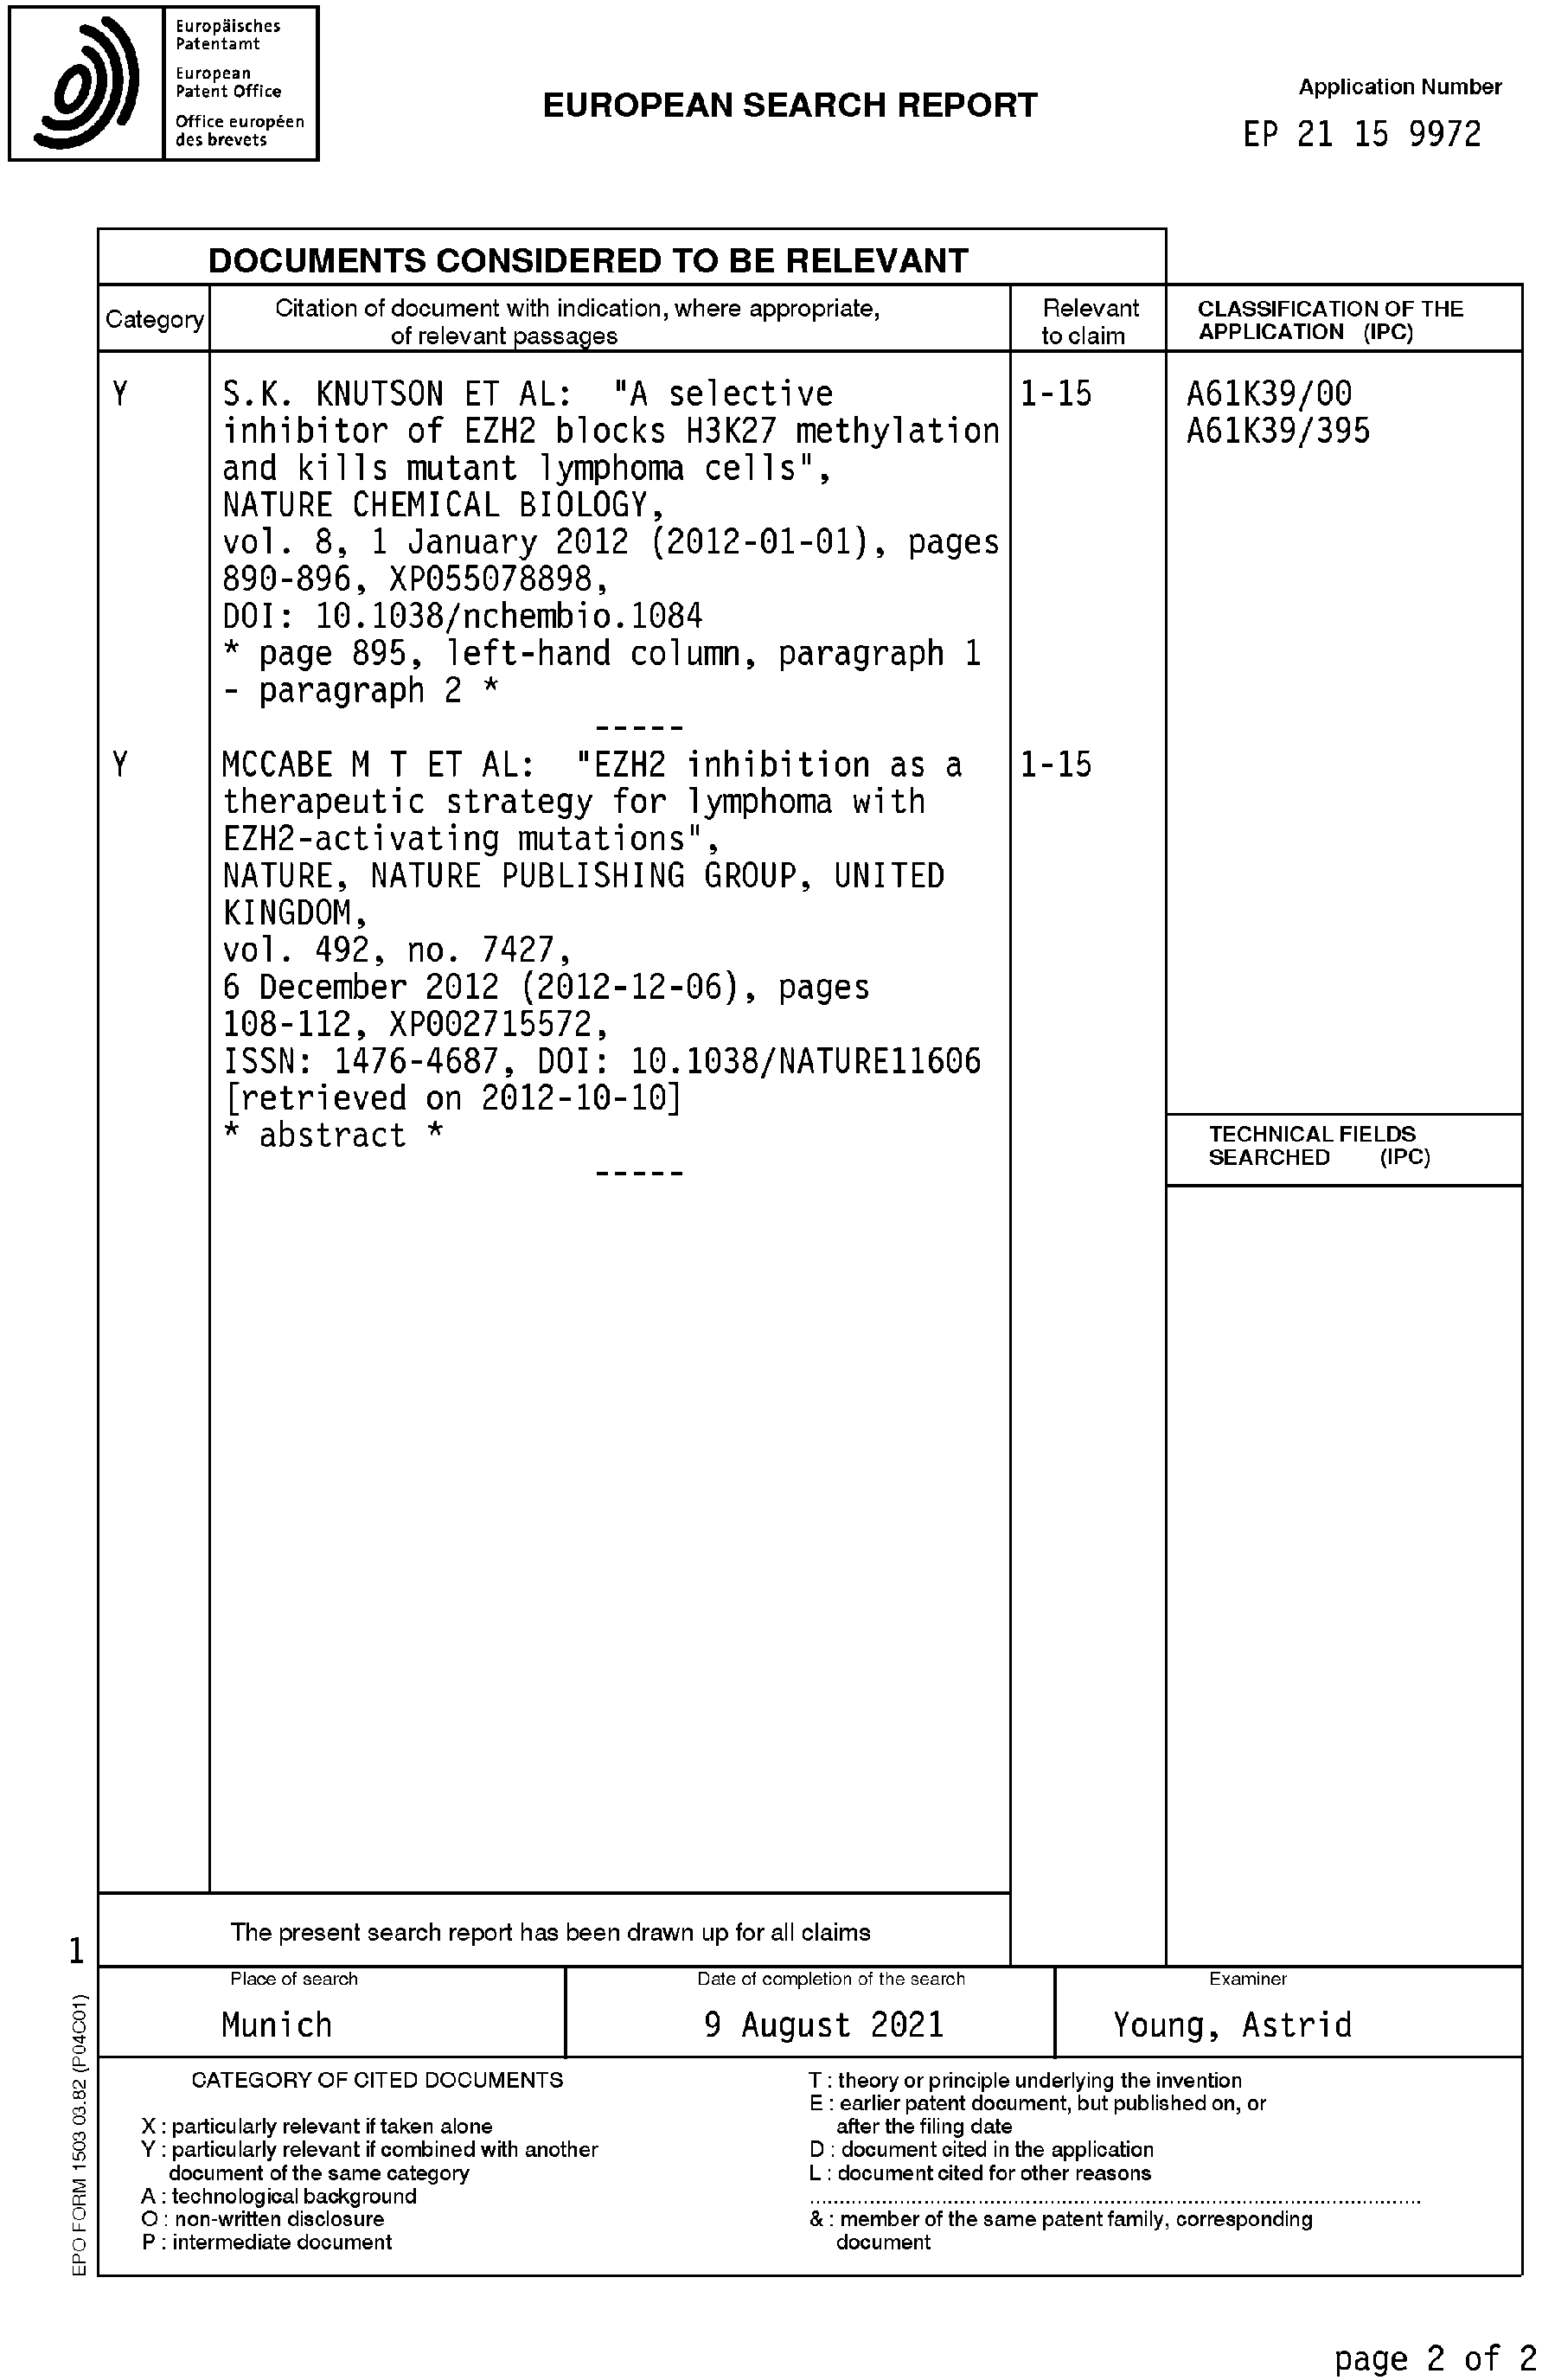 Europäisches
Patentamt
European
Patent Office
Office européen
des brevets
EUROPEAN SEARCH REPORT
Application Number
EP 21 15 9972
DOCUMENTS CONSIDERED TO BE RELEVANT
Category
Citation of document with indication, where appropriate,
of relevant passages
Relevant
to claim
CLASSIFICATION OF THE
APPLICATION (IPC)
Y
S.K. KNUTSON ET AL: "A selective
inhibitor of EZH2 blocks H3K27 methylation
and kills mutant lymphoma cells",
NATURE CHEMICAL BIOLOGY,
vol. 8, 1 January 2012 (2012-01-01), pages
890-896, XP055078898,
DOI: 10.1038/nchembio.1084
* page 895, left-hand column, paragraph 1
- paragraph 2 *
-----
1-15
A61K39/00
A61K39/395
Y
MCCABE M T ET AL: "EZH2 inhibition as a
therapeutic strategy for lymphoma with
EZH2-activating mutations",
NATURE, NATURE PUBLISHING GROUP, UNITED
KINGDOM,
vol. 492, no. 7427,
6 December 2012 (2012-12-06), pages
108-112, XP002715572,
ISSN: 1476-4687, DOI: 10.1038/NATURE11606
[retrieved on 2012-10-10]
* abstract *
-----
1-15
TECHNICAL FIELDS
SEARCHED (IPC)
The present search report has been drawn up for all claims
1
Place of search
Munich
Date of completion of the search
9 August 2021
Examiner
Young, Astrid
CATEGORY OF CITED DOCUMENTS
X : particularly relevant if taken alone
Y : particularly relevant if combined with another
document of the same category
A : technological background
O : non-written disclosure
P : intermediate document
T : theory or principle underlying the invention
E : earlier patent document, but published on, or
after the filing date
D : document cited in the application
L : document cited for other reasons
& : member of the same patent family, corresponding
document
EPO FORM 1503 03.82 (P04C01)
page 2 of 2